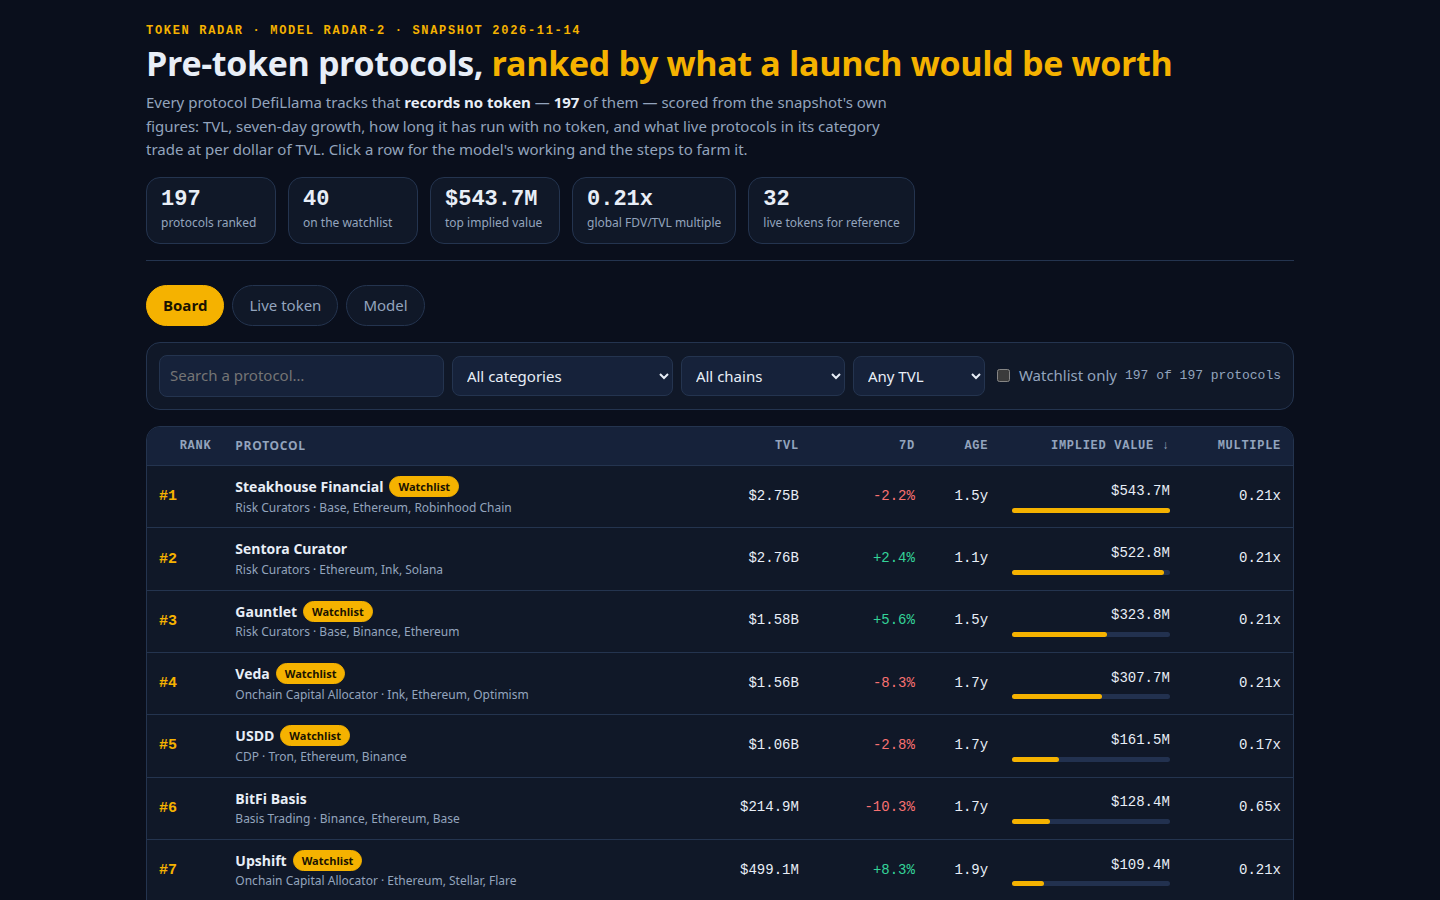 TOKEN RADAR · MODEL RADAR-2 · SNAPSHOT 2026-11-14
Pre-token protocols, ranked by what a launch would be worth
Every protocol DefiLlama tracks that records no token — 197 of them — scored from the snapshot's own
figures: TVL, seven-day growth, how long it has run with no token, and what live protocols in its category
trade at per dollar of TVL. Click a row for the model's working and the steps to farm it.
197 40 $543.7M 0.21x 32
protocols ranked on the watchlist top implied value global FDV/TVL multiple live tokens for reference
Board Live token Model
Search a protocol... All categories All chains Any TVL Watchlist only 197 of 197 protocols
RANK PROTOCOL TVL 7D AGE IMPLIED VALUE ↓ MULTIPLE
#1 Steakhouse Financial Watchlist $2.75B -2.2% 1.5y $543.7M 0.21x
Risk Curators · Base, Ethereum, Robinhood Chain
#2 Sentora Curator $2.76B +2.4% 1.1y $522.8M 0.21x
Risk Curators · Ethereum, Ink, Solana
#3 Gauntlet Watchlist $1.58B +5.6% 1.5y $323.8M 0.21x
Risk Curators · Base, Binance, Ethereum
#4 Veda Watchlist $1.56B -8.3% 1.7y $307.7M 0.21x
Onchain Capital Allocator · Ink, Ethereum, Optimism
#5 USDD Watchlist $1.06B -2.8% 1.7y $161.5M 0.17x
CDP · Tron, Ethereum, Binance
#6 BitFi Basis $214.9M -10.3% 1.7y $128.4M 0.65x
Basis Trading · Binance, Ethereum, Base
#7 Upshift Watchlist $499.1M +8.3% 1.9y $109.4M 0.21x
Onchain Capital Allocator · Ethereum, Stellar, Flare